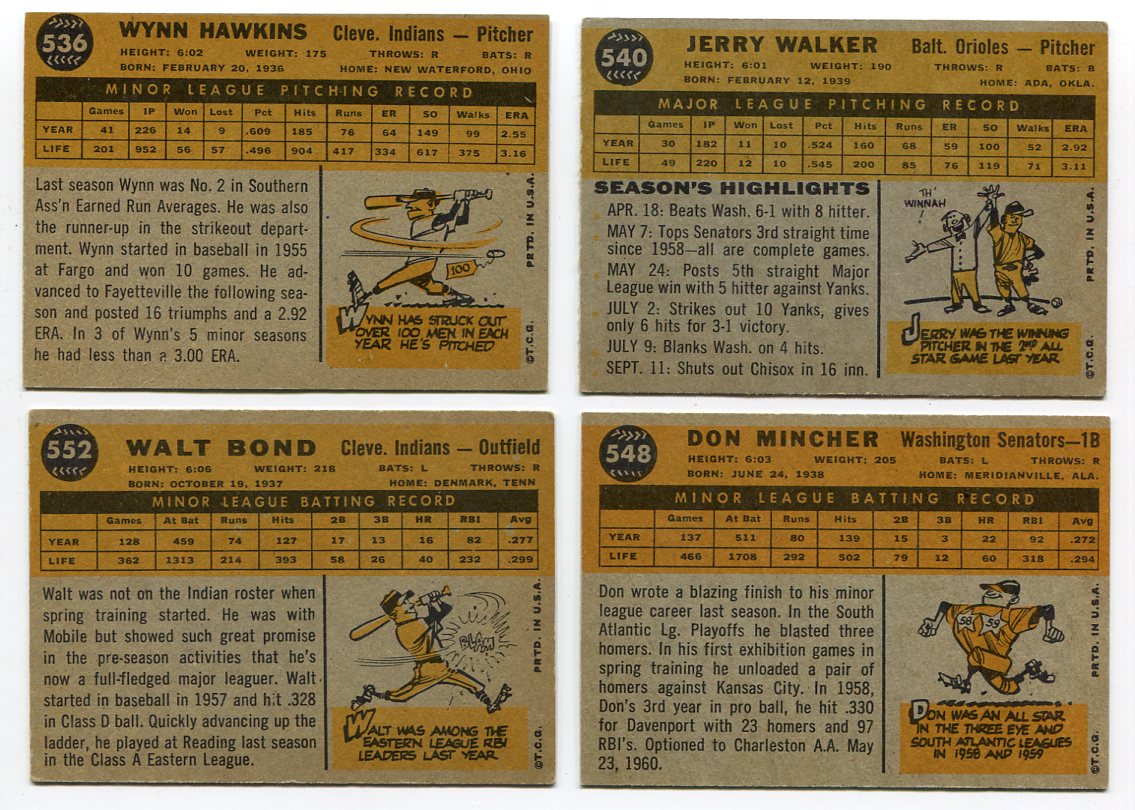 536
WYNN HAWKINS Cleve. Indians — Pitcher
HEIGHT: 6:02 WEIGHT: 175 THROWS: R BATS: R
BORN: FEBRUARY 20, 1936 HOME: NEW WATERFORD, OHIO
MINOR LEAGUE PITCHING RECORD
Games IP Won Lost Pct Hits Runs ER SO Walks ERA
YEAR 41 226 14 9 .609 185 76 64 149 99 2.55
LIFE 201 952 56 57 .496 904 417 334 617 375 3.16
Last season Wynn was No. 2 in Southern
Ass'n Earned Run Averages. He was also
the runner-up in the strikeout depart-
ment. Wynn started in baseball in 1955
at Fargo and won 10 games. He ad-
vanced to Fayetteville the following sea-
son and posted 16 triumphs and a 2.92
ERA. In 3 of Wynn's 5 minor seasons
he had less than a 3.00 ERA.
100
WYNN HAS STRUCK OUT
OVER 100 MEN IN EACH
YEAR HE'S PITCHED
©T.C.G. PRTD. IN U.S.A.
540
JERRY WALKER Balt. Orioles — Pitcher
HEIGHT: 6:01 WEIGHT: 190 THROWS: R BATS: B
BORN: FEBRUARY 12, 1939 HOME: ADA, OKLA.
MAJOR LEAGUE PITCHING RECORD
Games IP Won Lost Pct Hits Runs ER SO Walks ERA
YEAR 30 182 11 10 .524 160 68 59 100 52 2.92
LIFE 49 220 12 10 .545 200 85 76 119 71 3.11
SEASON'S HIGHLIGHTS
APR. 18: Beats Wash. 6-1 with 8 hitter.
MAY 7: Tops Senators 3rd straight time
since 1958—all are complete games.
MAY 24: Posts 5th straight Major
League win with 5 hitter against Yanks.
JULY 2: Strikes out 10 Yanks, gives
only 6 hits for 3-1 victory.
JULY 9: Blanks Wash. on 4 hits.
SEPT. 11: Shuts out Chisox in 16 inn.
TH'
WINNAH
JERRY WAS THE WINNING
PITCHER IN THE 2ND ALL
STAR GAME LAST YEAR
©T.C.G. PRTD. IN U.S.A.
552
WALT BOND Cleve. Indians — Outfield
HEIGHT: 6:06 WEIGHT: 218 BATS: L THROWS: R
BORN: OCTOBER 19, 1937 HOME: DENMARK, TENN
MINOR LEAGUE BATTING RECORD
Games At Bat Runs Hits 2B 3B HR RBI Avg
YEAR 128 459 74 127 17 13 16 82 .277
LIFE 362 1313 214 393 58 26 40 232 .299
Walt was not on the Indian roster when
spring training started. He was with
Mobile but showed such great promise
in the pre-season activities that he's
now a full-fledged major leaguer. Walt
started in baseball in 1957 and hit .328
in Class D ball. Quickly advancing up the
ladder, he played at Reading last season
in the Class A Eastern League.
BLAM
WALT WAS AMONG THE
EASTERN LEAGUE RBI
LEADERS LAST YEAR
©T.C.G. PRTD. IN U.S.A.
548
DON MINCHER Washington Senators—1B
HEIGHT: 6:03 WEIGHT: 205 BATS: L THROWS: R
BORN: JUNE 24, 1938 HOME: MERIDIANVILLE, ALA.
MINOR LEAGUE BATTING RECORD
Games At Bat Runs Hits 2B 3B HR RBI Avg
YEAR 137 511 80 139 15 3 22 92 .272
LIFE 466 1708 292 502 79 12 60 318 .294
Don wrote a blazing finish to his minor
league career last season. In the South
Atlantic Lg. Playoffs he blasted three
homers. In his first exhibition games in
spring training he unloaded a pair of
homers against Kansas City. In 1958,
Don's 3rd year in pro ball, he hit .330
for Davenport with 23 homers and 97
RBI's. Optioned to Charleston A.A. May
23, 1960.
58 59
DON WAS AN ALL STAR
IN THE THREE EYE AND
SOUTH ATLANTIC LEAGUES
IN 1958 AND 1959
©T.C.G. PRTD. IN U.S.A.